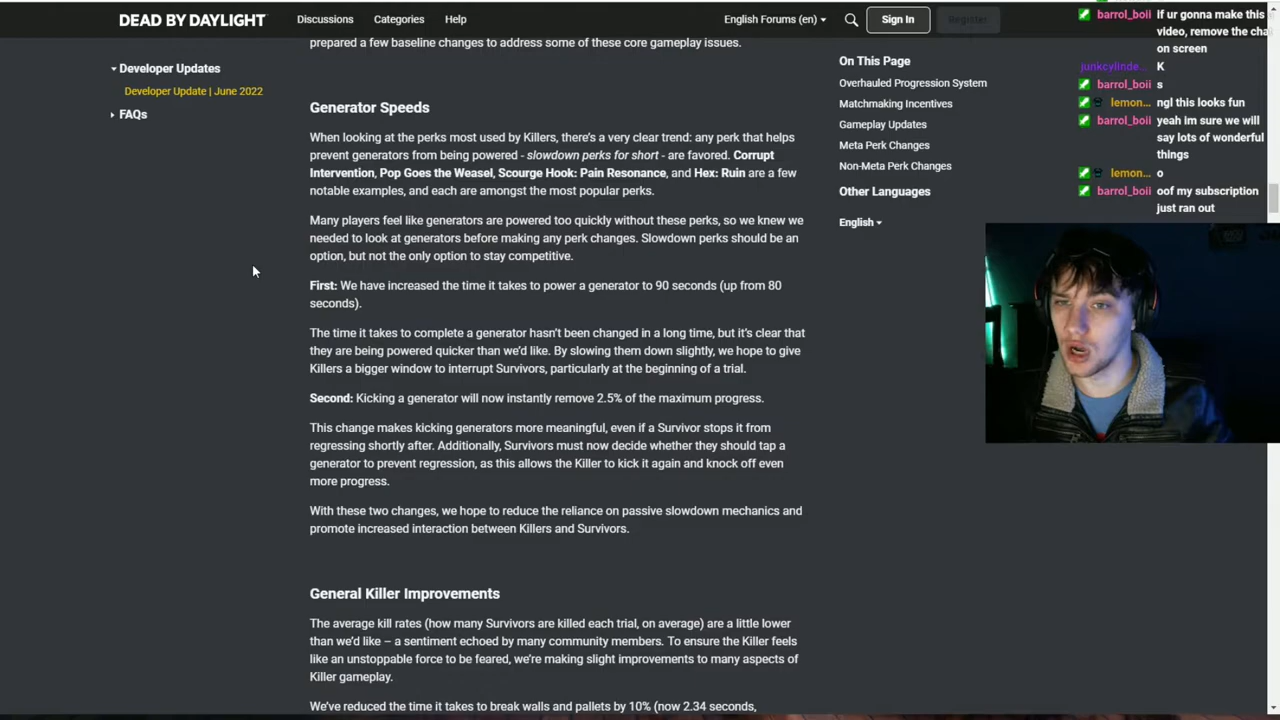 DEAD BY DAYLIGHT
Discussions
Categories
Help
English Forums (en)
Sign In
Register
Developer Updates
Developer Update | June 2022
FAQs
prepared a few baseline changes to address some of these core gameplay issues.
Generator Speeds
When looking at the perks most used by Killers, there's a very clear trend: any perk that helps
prevent generators from being powered - slowdown perks for short - are favored. Corrupt
Intervention, Pop Goes the Weasel, Scourge Hook: Pain Resonance, and Hex: Ruin are a few
notable examples, and each are amongst the most popular perks.
Many players feel like generators are powered too quickly without these perks, so we knew we
needed to look at generators before making any perk changes. Slowdown perks should be an
option, but not the only option to stay competitive.
First: We have increased the time it takes to power a generator to 90 seconds (up from 80
seconds).
The time it takes to complete a generator hasn't been changed in a long time, but it's clear that
they are being powered quicker than we'd like. By slowing them down slightly, we hope to give
Killers a bigger window to interrupt Survivors, particularly at the beginning of a trial.
Second: Kicking a generator will now instantly remove 2.5% of the maximum progress.
This change makes kicking generators more meaningful, even if a Survivor stops it from
regressing shortly after. Additionally, Survivors must now decide whether they should tap a
generator to prevent regression, as this allows the Killer to kick it again and knock off even
more progress.
With these two changes, we hope to reduce the reliance on passive slowdown mechanics and
promote increased interaction between Killers and Survivors.
General Killer Improvements
The average kill rates (how many Survivors are killed each trial, on average) are a little lower
than we'd like – a sentiment echoed by many community members. To ensure the Killer feels
like an unstoppable force to be feared, we're making slight improvements to many aspects of
Killer gameplay.
We've reduced the time it takes to break walls and pallets by 10% (now 2.34 seconds,
On This Page
Overhauled Progression System
Matchmaking Incentives
Gameplay Updates
Meta Perk Changes
Non-Meta Perk Changes
Other Languages
English
barrol_boii If ur gonna make this
video, remove the cha
on screen
junkcylinde... K
barrol_boii s
lemon... ngl this looks fun
barrol_boii yeah im sure we will
say lots of wonderful
things
lemon... o
barrol_boii oof my subscription
just ran out